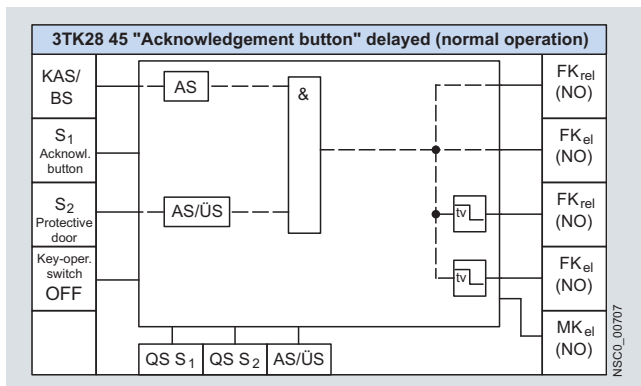 3TK28 45 "Acknowledgement button" delayed (normal operation)
KAS/
BS
AS
&
FKrel
(NO)
S1
Acknowl.
button
FKel
(NO)
S2
Protective
door
AS/ÜS
tv
FKrel
(NO)
Key-oper.
switch
OFF
tv
FKel
(NO)
MKel
(NO)
QS S1
QS S2
AS/ÜS
NSC0_00707